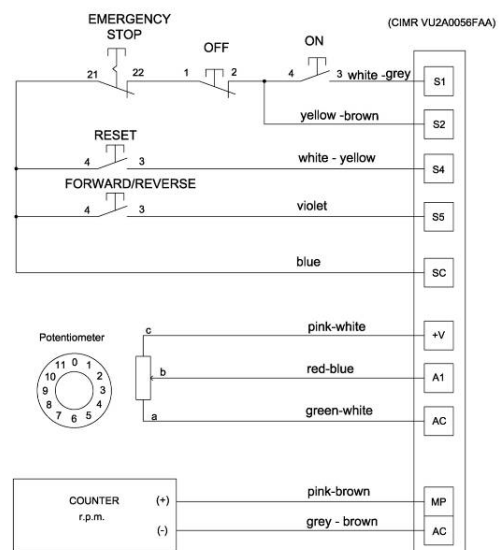 EMERGENCY
STOP
OFF
ON
(CIMR VU2A0056FAA)
21 22 1 2 4 3 white -grey S1
yellow -brown S2
RESET
4 3 white - yellow S4
FORWARD/REVERSE
4 3 violet S5
blue SC
Potentiometer
c pink-white +V
11 0 1 2 3 4 5 6 7 8 9 10
b red-blue A1
a green-white AC
COUNTER (+) pink-brown MP
r.p.m.
(-) grey - brown AC